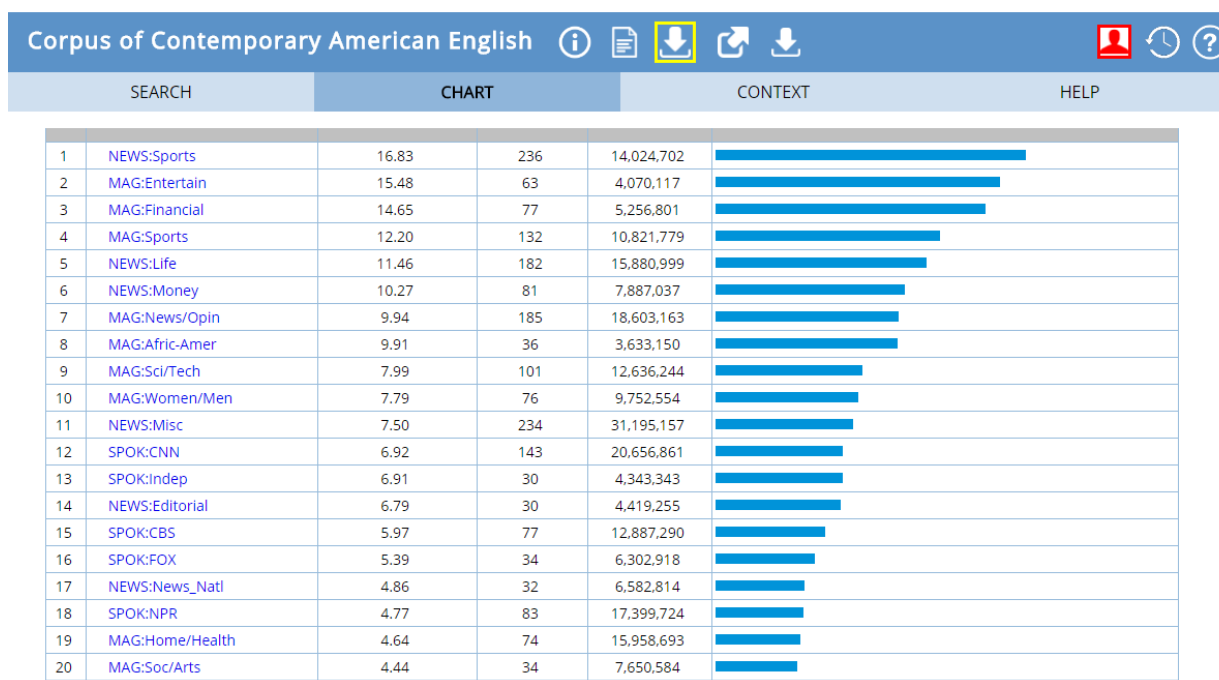 Corpus of Contemporary American English
SEARCH CHART CONTEXT HELP
1 NEWS:Sports 16.83 236 14,024,702
2 MAG:Entertain 15.48 63 4,070,117
3 MAG:Financial 14.65 77 5,256,801
4 MAG:Sports 12.20 132 10,821,779
5 NEWS:Life 11.46 182 15,880,999
6 NEWS:Money 10.27 81 7,887,037
7 MAG:News/Opin 9.94 185 18,603,163
8 MAG:Afric-Amer 9.91 36 3,633,150
9 MAG:Sci/Tech 7.99 101 12,636,244
10 MAG:Women/Men 7.79 76 9,752,554
11 NEWS:Misc 7.50 234 31,195,157
12 SPOK:CNN 6.92 143 20,656,861
13 SPOK:Indep 6.91 30 4,343,343
14 NEWS:Editorial 6.79 30 4,419,255
15 SPOK:CBS 5.97 77 12,887,290
16 SPOK:FOX 5.39 34 6,302,918
17 NEWS:News_Natl 4.86 32 6,582,814
18 SPOK:NPR 4.77 83 17,399,724
19 MAG:Home/Health 4.64 74 15,958,693
20 MAG:Soc/Arts 4.44 34 7,650,584